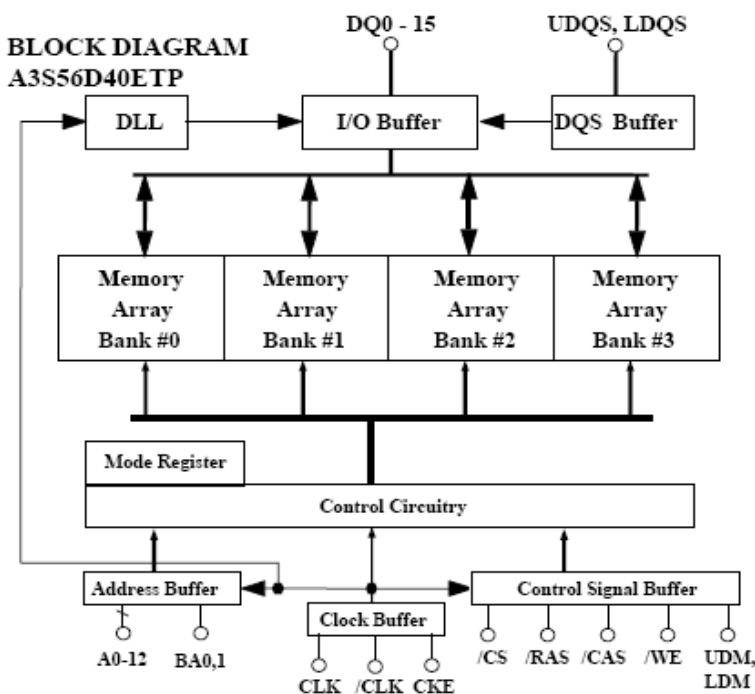 DQ0 - 15
UDQS, LDQS
BLOCK DIAGRAM
A3S56D40ETP
DLL
I/O Buffer
DQS Buffer
Memory
Array
Bank #0
Memory
Array
Bank #1
Memory
Array
Bank #2
Memory
Array
Bank #3
Mode Register
Control Circuitry
Address Buffer
Control Signal Buffer
Clock Buffer
A0-12
BA0,1
CLK
/CLK
CKE
/CS
/RAS
/CAS
/WE
UDM,
LDM